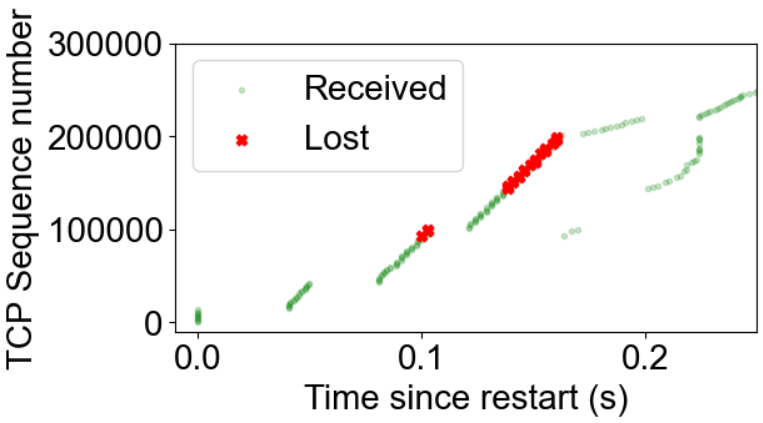 TCP Sequence number
300000
200000
100000
0
Received
Lost
0.0 0.1 0.2
Time since restart (s)